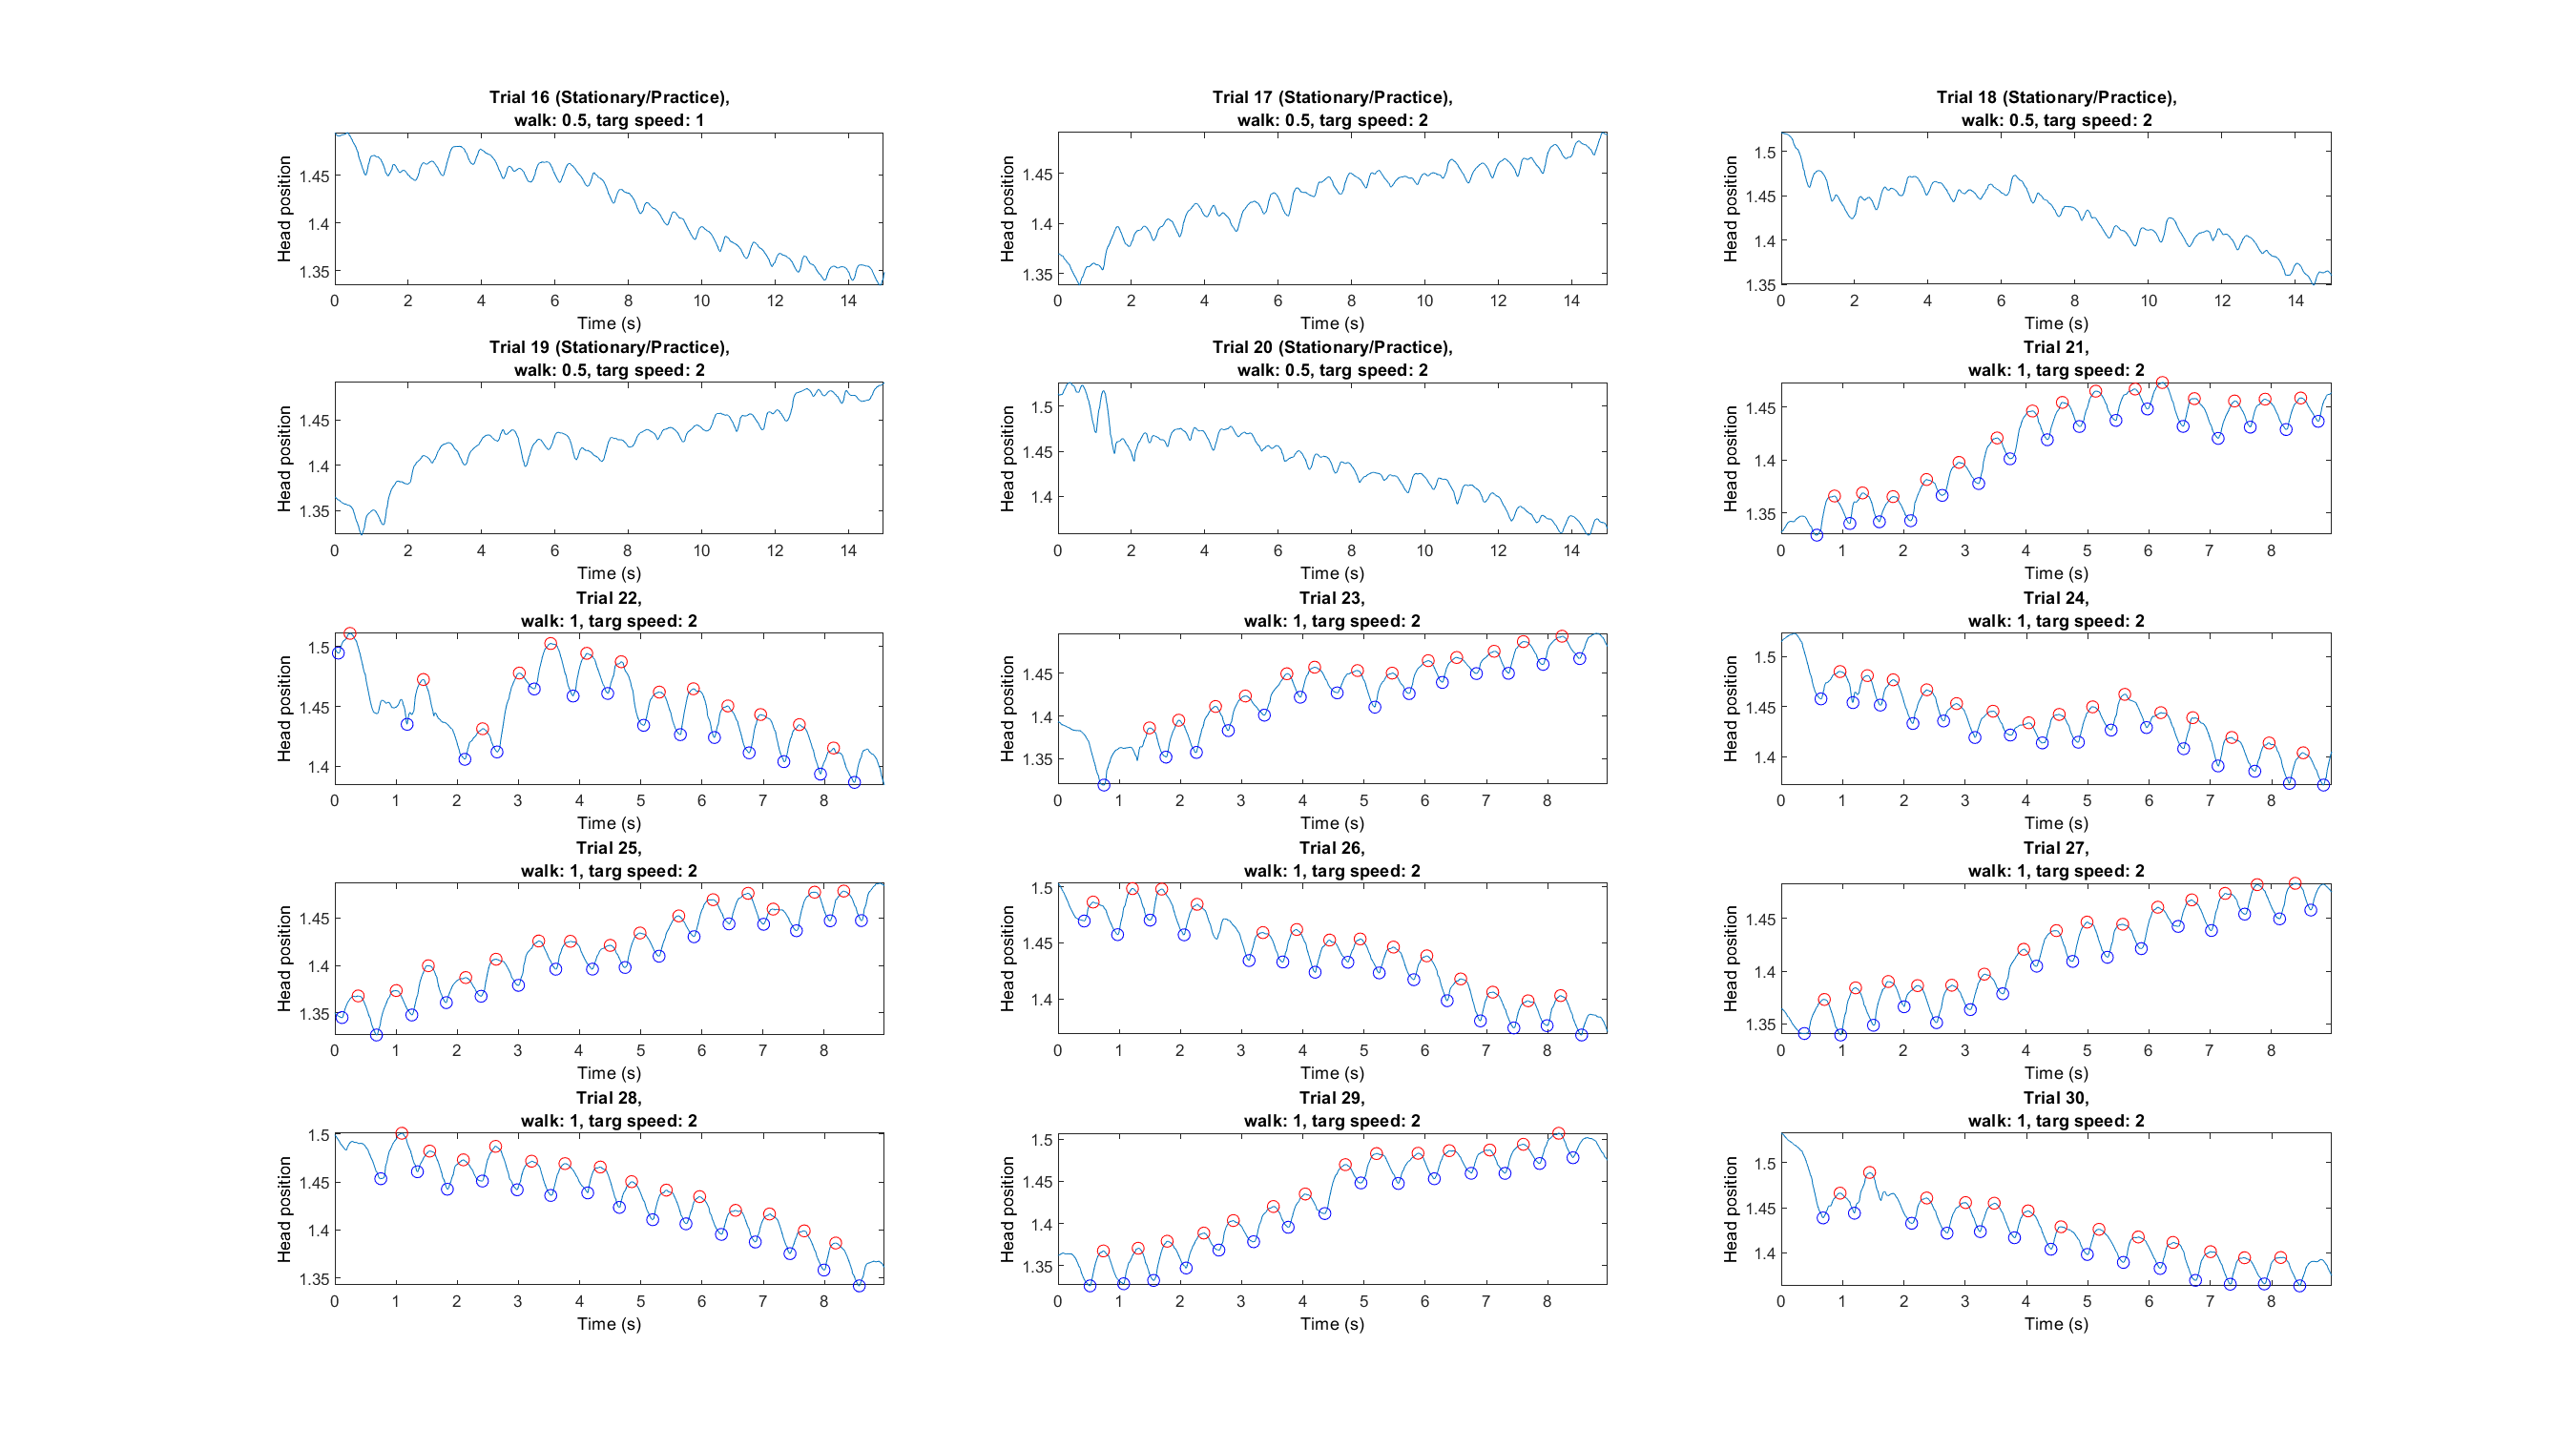 Trial 16 (Stationary/Practice),
walk: 0.5, targ speed: 1
Head position
1.45
1.4
1.35
0 2 4 6 8 10 12 14
Time (s)
Trial 17 (Stationary/Practice),
walk: 0.5, targ speed: 2
Head position
1.45
1.4
1.35
0 2 4 6 8 10 12 14
Time (s)
Trial 18 (Stationary/Practice),
walk: 0.5, targ speed: 2
Head position
1.5
1.45
1.4
1.35
0 2 4 6 8 10 12 14
Time (s)
Trial 19 (Stationary/Practice),
walk: 0.5, targ speed: 2
Head position
1.45
1.4
1.35
0 2 4 6 8 10 12 14
Time (s)
Trial 20 (Stationary/Practice),
walk: 0.5, targ speed: 2
Head position
1.5
1.45
1.4
0 2 4 6 8 10 12 14
Time (s)
Trial 21,
walk: 1, targ speed: 2
Head position
1.45
1.4
1.35
0 1 2 3 4 5 6 7 8
Time (s)
Trial 22,
walk: 1, targ speed: 2
Head position
1.5
1.45
1.4
0 1 2 3 4 5 6 7 8
Time (s)
Trial 23,
walk: 1, targ speed: 2
Head position
1.45
1.4
1.35
0 1 2 3 4 5 6 7 8
Time (s)
Trial 24,
walk: 1, targ speed: 2
Head position
1.5
1.45
1.4
0 1 2 3 4 5 6 7 8
Time (s)
Trial 25,
walk: 1, targ speed: 2
Head position
1.45
1.4
1.35
0 1 2 3 4 5 6 7 8
Time (s)
Trial 26,
walk: 1, targ speed: 2
Head position
1.5
1.45
1.4
0 1 2 3 4 5 6 7 8
Time (s)
Trial 27,
walk: 1, targ speed: 2
Head position
1.45
1.4
1.35
0 1 2 3 4 5 6 7 8
Time (s)
Trial 28,
walk: 1, targ speed: 2
Head position
1.5
1.45
1.4
1.35
0 1 2 3 4 5 6 7 8
Time (s)
Trial 29,
walk: 1, targ speed: 2
Head position
1.5
1.45
1.4
1.35
0 1 2 3 4 5 6 7 8
Time (s)
Trial 30,
walk: 1, targ speed: 2
Head position
1.5
1.45
1.4
0 1 2 3 4 5 6 7 8
Time (s)